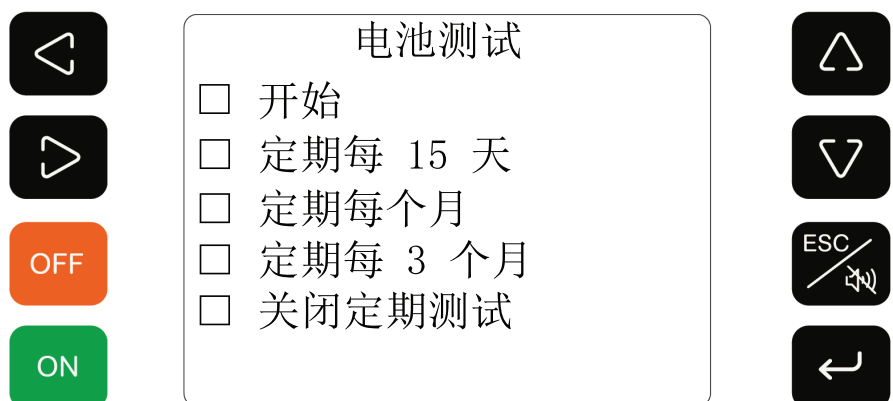 电池测试
□ 开始
□ 定期每 15 天
□ 定期每个月
□ 定期每 3 个月
□ 关闭定期测试
OFF
ON
ESC